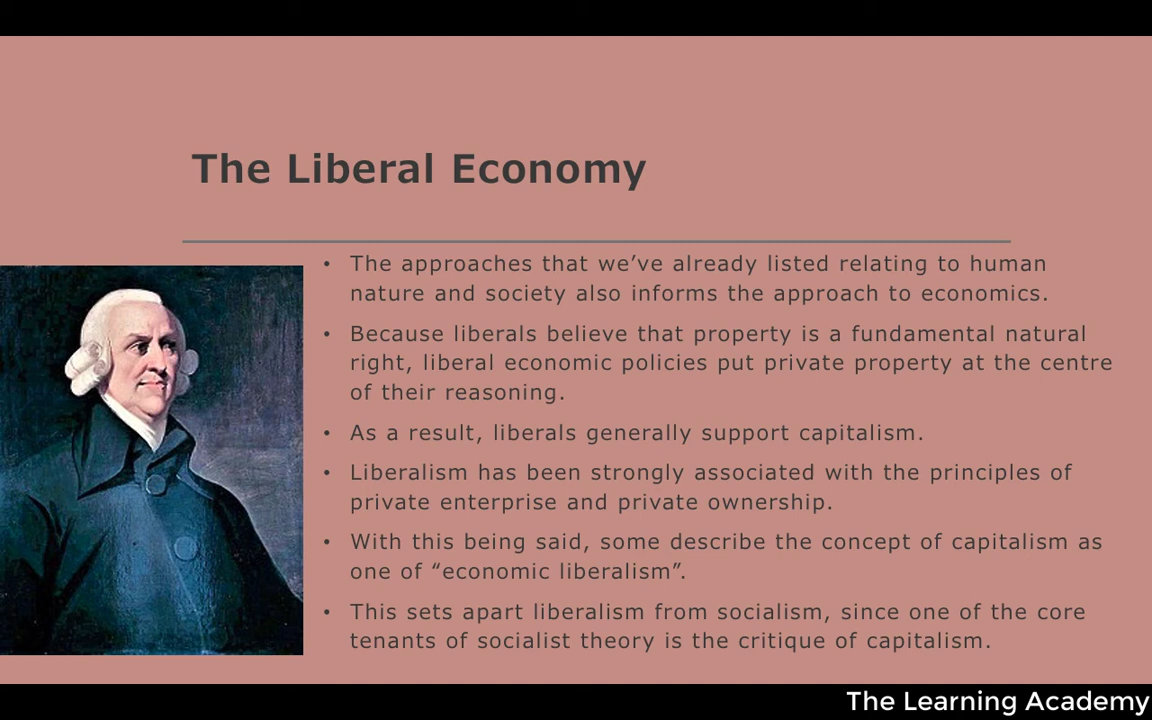 The Liberal Economy
• The approaches that we’ve already listed relating to human
nature and society also informs the approach to economics.
• Because liberals believe that property is a fundamental natural
right, liberal economic policies put private property at the centre
of their reasoning.
• As a result, liberals generally support capitalism.
• Liberalism has been strongly associated with the principles of
private enterprise and private ownership.
• With this being said, some describe the concept of capitalism as
one of “economic liberalism”.
• This sets apart liberalism from socialism, since one of the core
tenants of socialist theory is the critique of capitalism.
The Learning Academy